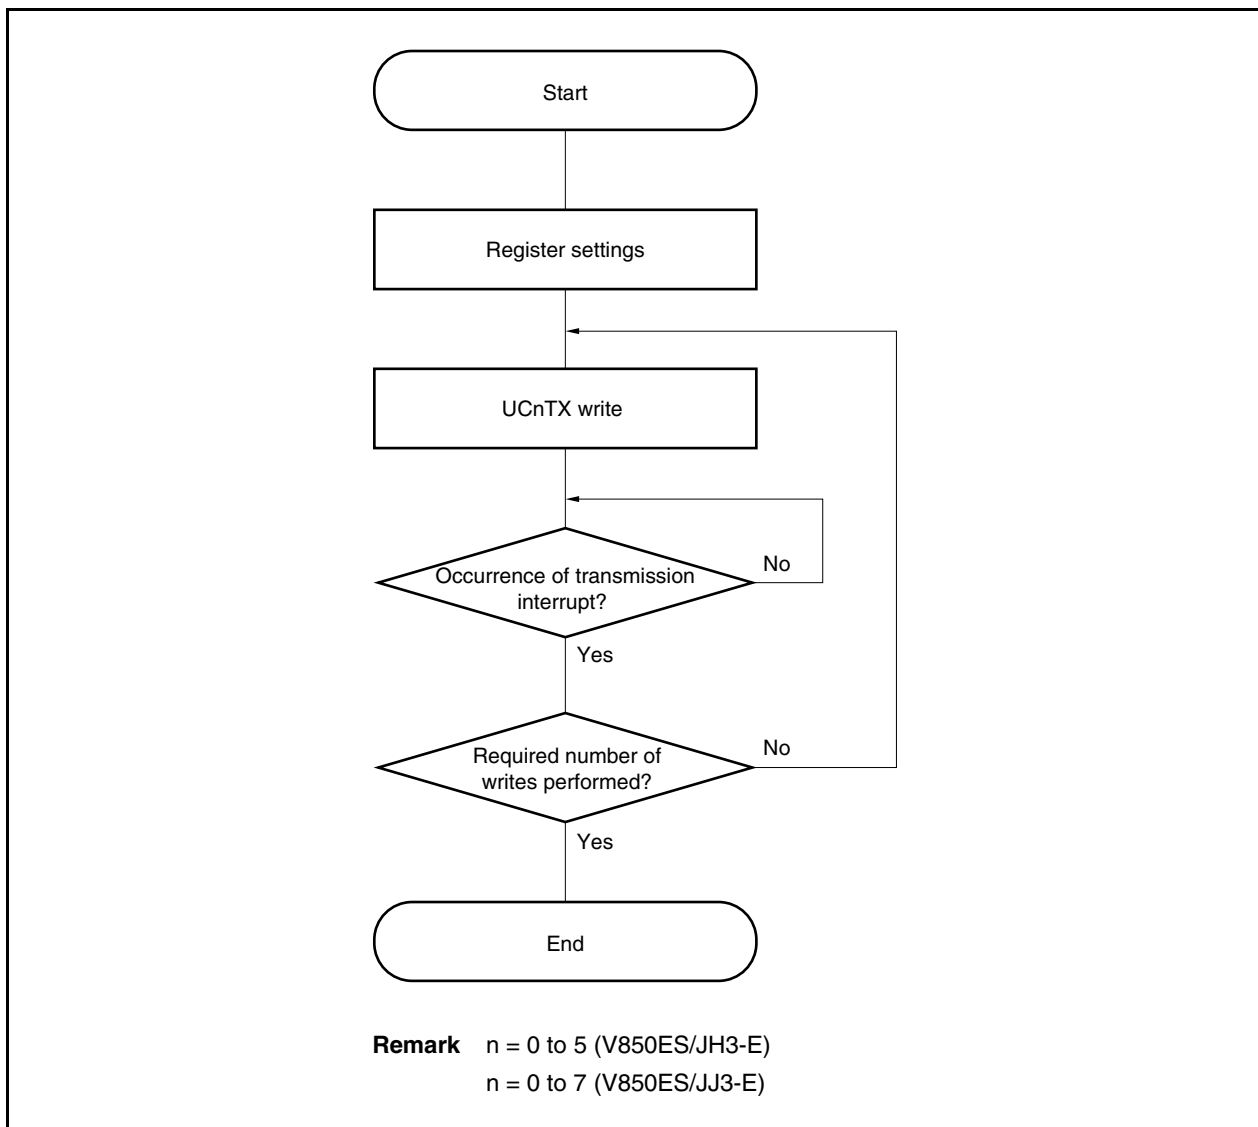 Start
Register settings
UCnTX write
Occurrence of transmission
interrupt?
No
Yes
Required number of
writes performed?
No
Yes
End
Remark n = 0 to 5 (V850ES/JH3-E)
n = 0 to 7 (V850ES/JJ3-E)